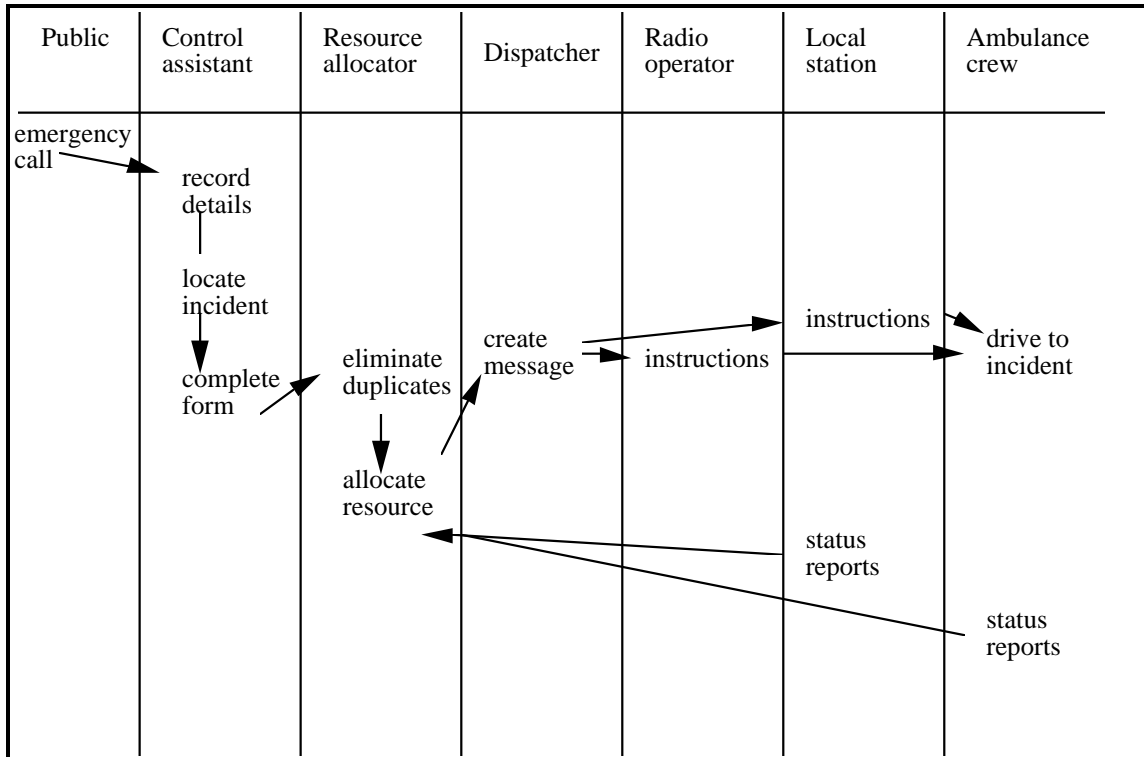 Public
Control
assistant
Resource
allocator
Dispatcher
Radio
operator
Local
station
Ambulance
crew
emergency
call
record
details
locate
incident
complete
form
eliminate
duplicates
allocate
resource
create
message
instructions
instructions
drive to
incident
status
reports
status
reports